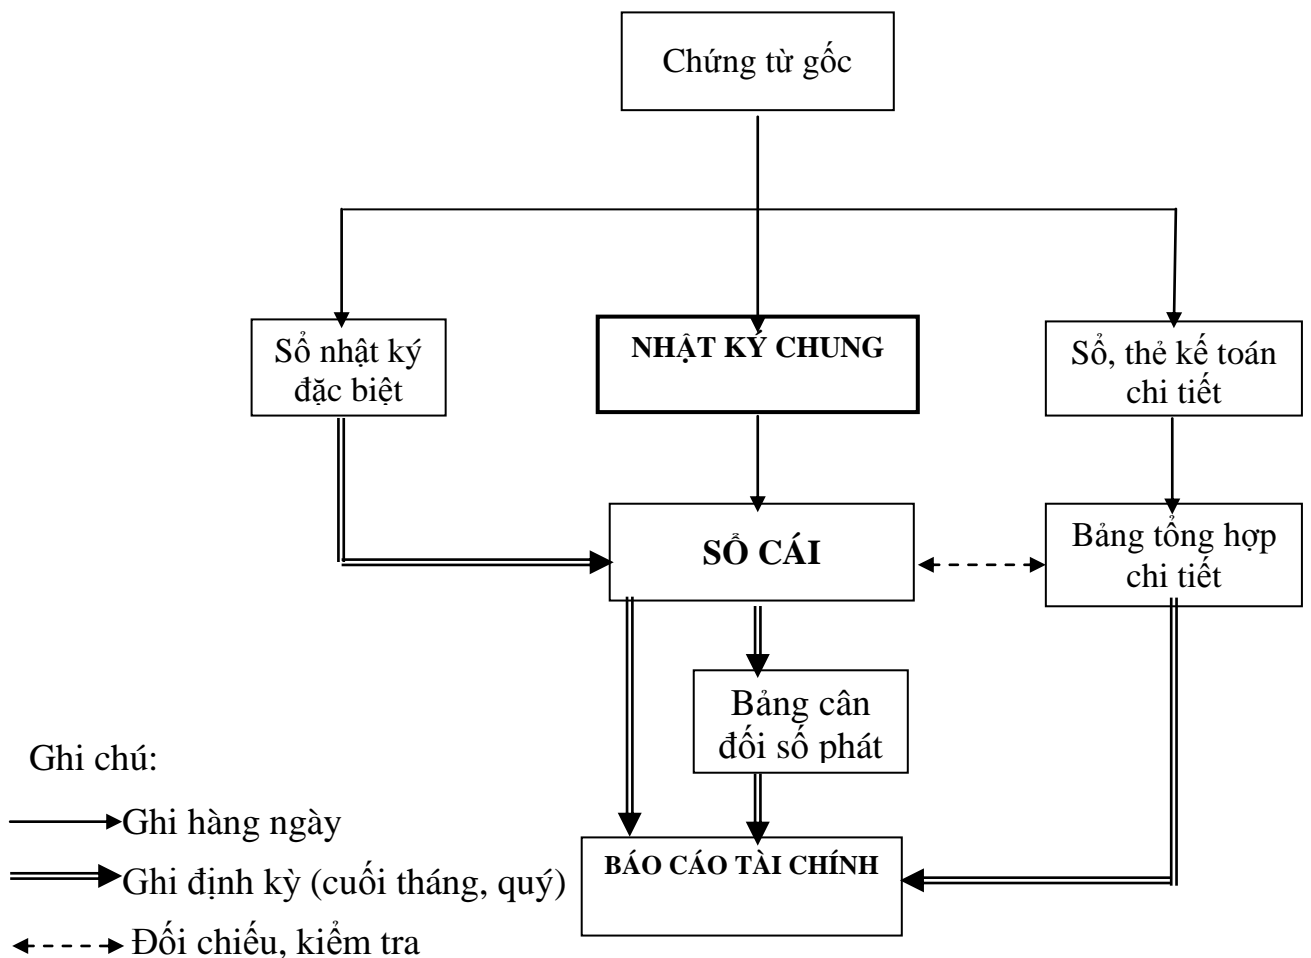 Chứng từ gốc
Sổ nhật ký
đặc biệt
NHẬT KÝ CHUNG
Sổ, thẻ kế toán
chi tiết
SỔ CÁI
Bảng tổng hợp
chi tiết
Bảng cân
đối số phát
Ghi chú:
Ghi hàng ngày
Ghi định kỳ (cuối tháng, quý)
Đối chiếu, kiểm tra
BÁO CÁO TÀI CHÍNH